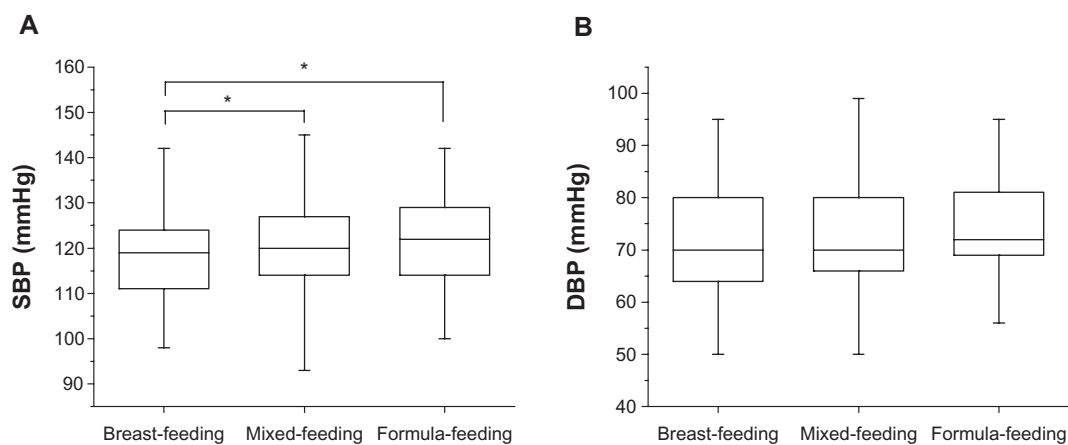 A
SBP (mmHg)
160
150
140
130
120
110
100
90
*
*
Breast-feeding Mixed-feeding Formula-feeding
B
DBP (mmHg)
100
90
80
70
60
50
40
Breast-feeding Mixed-feeding Formula-feeding